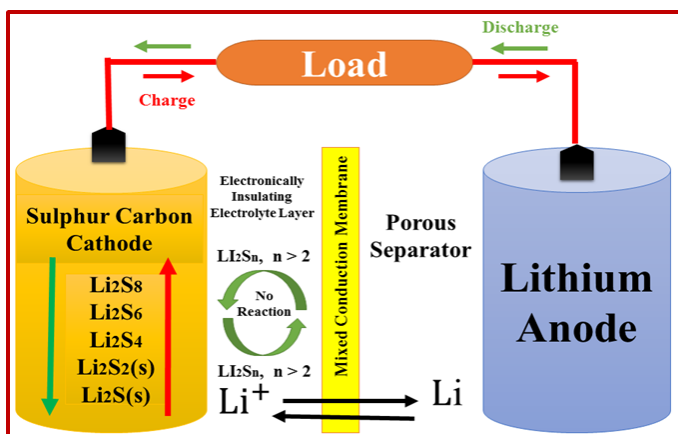 Discharge
Load
Charge
Sulphur Carbon
Cathode
Li2S8
Li2S6
Li2S4
Li2S2(s)
Li2S(s)
Electronically
Insulating
Electrolyte Layer
LI2Sn, n > 2
No
Reaction
LI2Sn, n > 2
Li+
Mixed Conduction Membrane
Porous
Separator
Li
Lithium
Anode